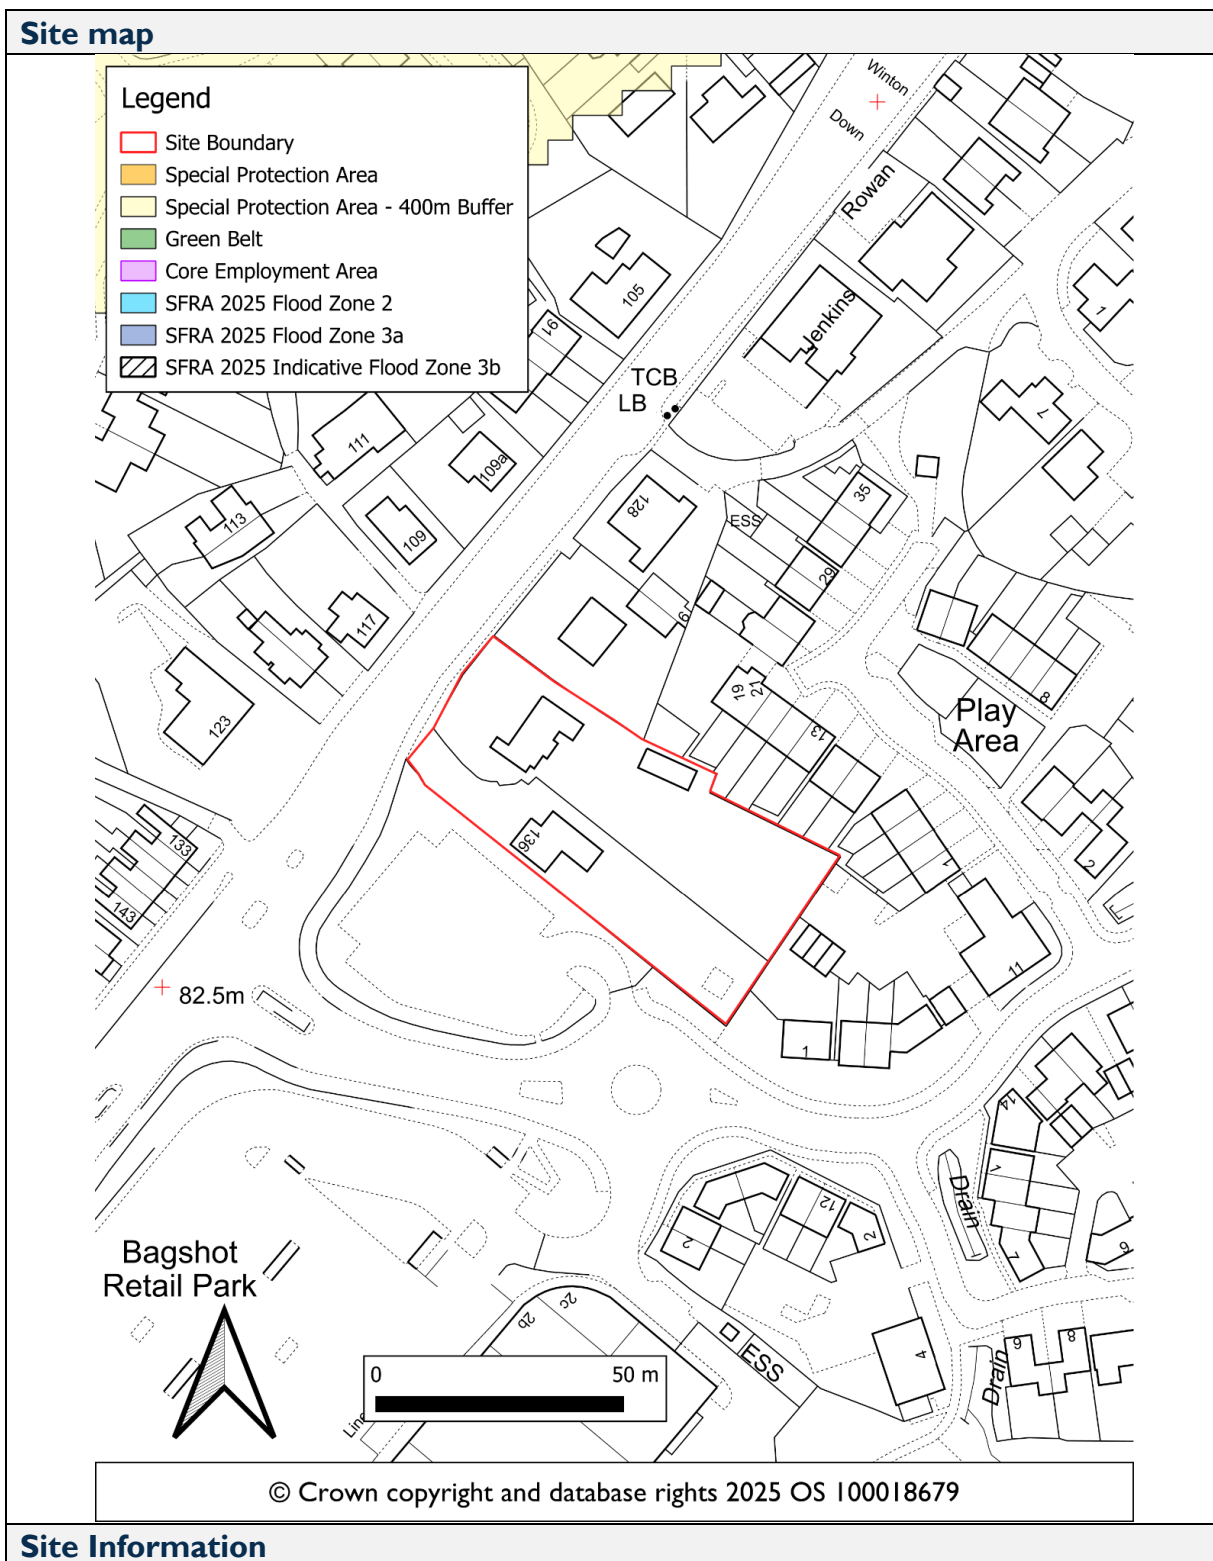 Site map
Legend
Site Boundary
Special Protection Area
Special Protection Area - 400m Buffer
Green Belt
Core Employment Area
SFRA 2025 Flood Zone 2
SFRA 2025 Flood Zone 3a
SFRA 2025 Indicative Flood Zone 3b
Winton
Down
Rowan
Jenkins
105
91
TCB
LB
1
7
111
109a
109
113
117
123
128
ESS
35
29
9
19
21
13
8
Play
Area
2
1
11
136
133
143
82.5m
1
14
1
7
6
Drain
12
2
2
Bagshot
Retail Park
2c
2b
ESS
4
Drain
6
8
0
50 m
© Crown copyright and database rights 2025 OS 100018679
Site Information